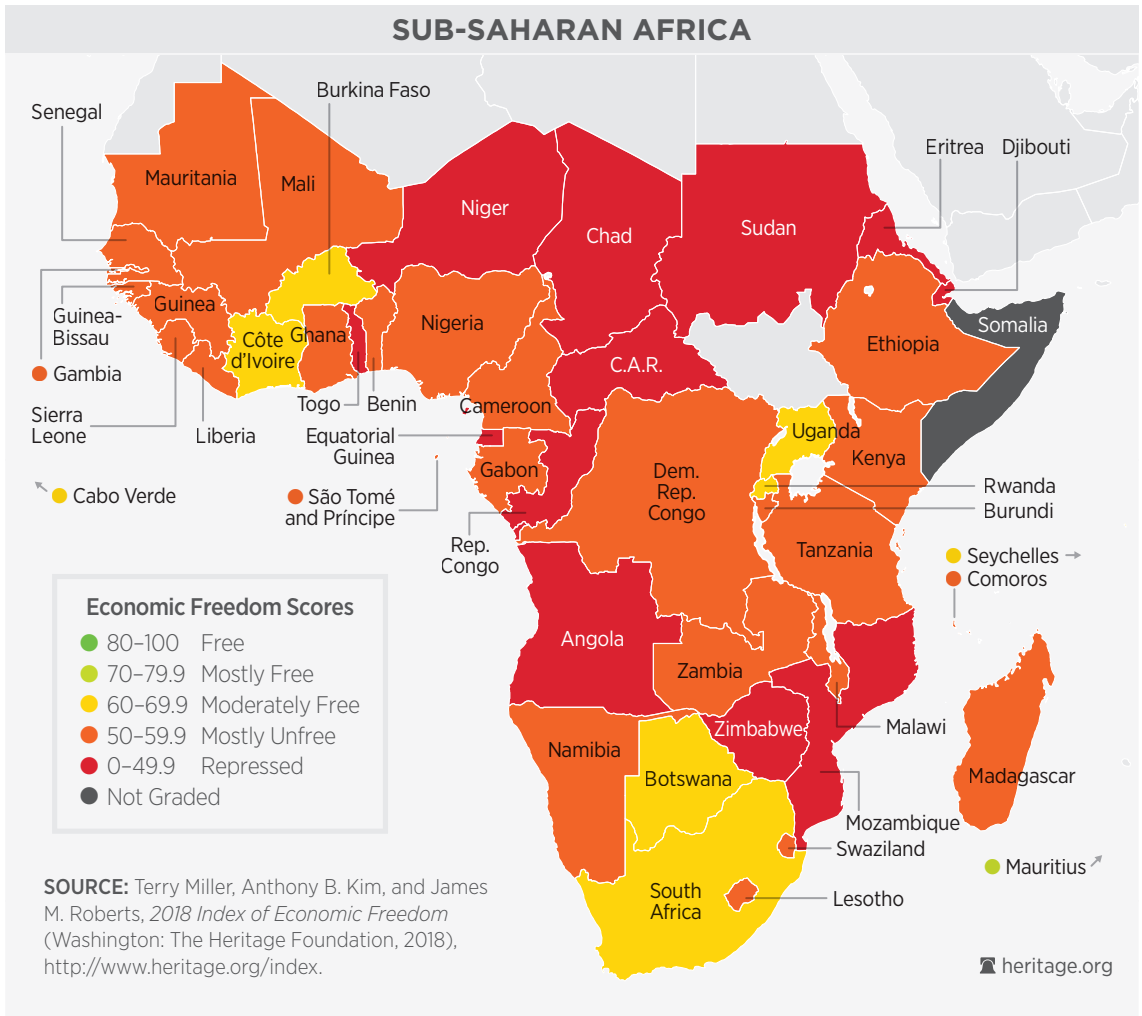 SUB-SAHARAN AFRICA
Burkina Faso
Senegal
Eritrea
Djibouti
Mauritania
Mali
Niger
Chad
Sudan
Guinea
Guinea-
Bissau
Gambia
Côte
d'Ivoire
Ghana
Nigeria
Ethiopia
Somalia
C.A.R.
Togo
Benin
Cameroon
Sierra
Leone
Liberia
Equatorial
Guinea
Uganda
Kenya
Gabon
Dem.
Rep.
Congo
Cabo Verde
São Tomé
and Príncipe
Rwanda
Burundi
Rep.
Congo
Tanzania
Seychelles
Comoros
Economic Freedom Scores
80–100 Free
70–79.9 Mostly Free
60–69.9 Moderately Free
50–59.9 Mostly Unfree
0–49.9 Repressed
Not Graded
Angola
Zambia
Malawi
Zimbabwe
Namibia
Botswana
Madagascar
Mozambique
Swaziland
Mauritius
South
Africa
Lesotho
SOURCE: Terry Miller, Anthony B. Kim, and James
M. Roberts, 2018 Index of Economic Freedom
(Washington: The Heritage Foundation, 2018),
http://www.heritage.org/index.
heritage.org